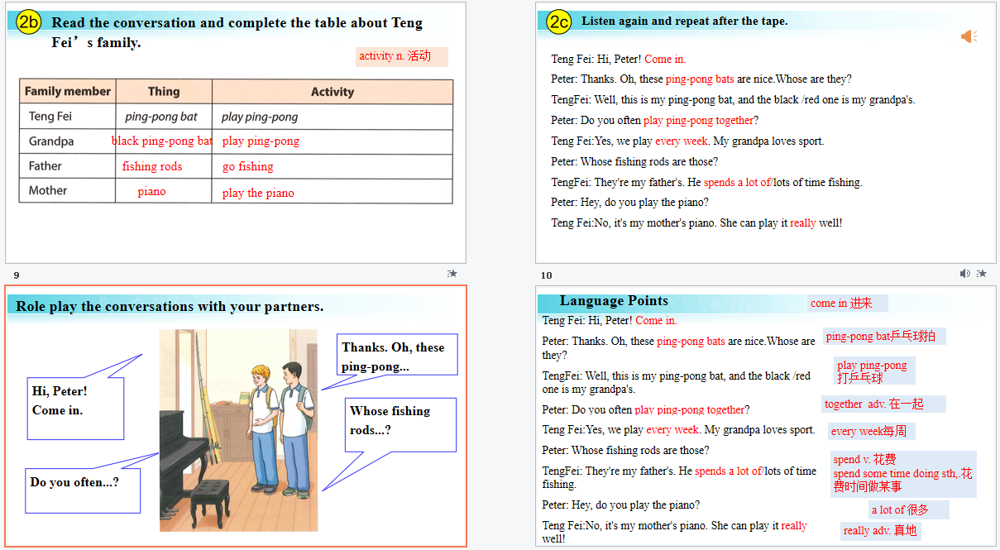 2b
Read the conversation and complete the table about Teng
Fei’s family.
activity n. 活动
Family member Thing Activity
Teng Fei ping-pong bat play ping-pong
Grandpa black ping-pong bat play ping-pong
Father fishing rods go fishing
Mother piano play the piano
9
2c
Listen again and repeat after the tape.
Teng Fei: Hi, Peter! Come in.
Peter: Thanks. Oh, these ping-pong bats are nice.Whose are they?
TengFei: Well, this is my ping-pong bat, and the black /red one is my grandpa's.
Peter: Do you often play ping-pong together?
Teng Fei:Yes, we play every week. My grandpa loves sport.
Peter: Whose fishing rods are those?
TengFei: They're my father's. He spends a lot of/lots of time fishing.
Peter: Hey, do you play the piano?
Teng Fei:No, it's my mother's piano. She can play it really well!
10
Role play the conversations with your partners.
Hi, Peter!
Come in.
Thanks. Oh, these
ping-pong...
Whose fishing
rods...?
Do you often...?
Language Points
come in 进来
Teng Fei: Hi, Peter! Come in.
Peter: Thanks. Oh, these ping-pong bats are nice.Whose are
they?
TengFei: Well, this is my ping-pong bat, and the black /red
one is my grandpa's.
Peter: Do you often play ping-pong together?
Teng Fei:Yes, we play every week. My grandpa loves sport.
Peter: Whose fishing rods are those?
TengFei: They're my father's. He spends a lot of/lots of time
fishing.
Peter: Hey, do you play the piano?
Teng Fei:No, it's my mother's piano. She can play it really
well!
ping-pong bat乒乓球拍
play ping-pong
打乒乓球
together adv. 在一起
every week每周
spend v. 花费
spend some time doing sth,.花
费时间做某事
a lot of 很多
really adv. 真地